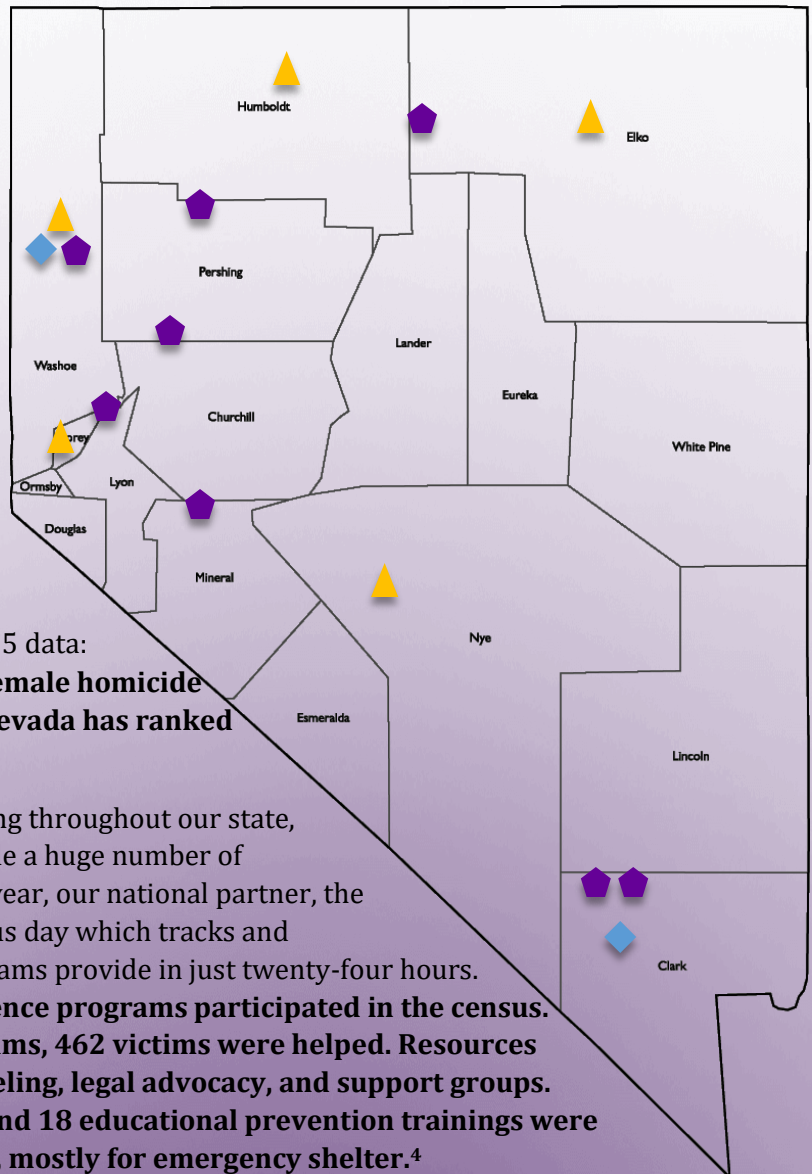 Humboldt
Elko
Pershing
Lander
Washoe
Eureka
Churchill
White Pine
orey
Lyon
Ormsby
Douglas
Mineral
Nye
5 data:
emale homicide
evada has ranked
Esmeralda
Lincoln
ng throughout our state,
e a huge number of
year, our national partner, the
us day which tracks and
Clark
ams provide in just twenty-four hours.
ence programs participated in the census.
ms, 462 victims were helped. Resources
eling, legal advocacy, and support groups.
nd 18 educational prevention trainings were
, mostly for emergency shelter.⁴